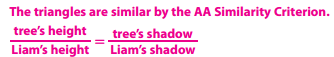 The triangles are similar by the AA Similarity Criterion.
tree's height / Liam's height = tree's shadow / Liam's shadow